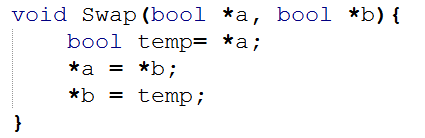 void Swap(bool *a, bool *b){
    bool temp= *a;
    *a = *b;
    *b = temp;
}